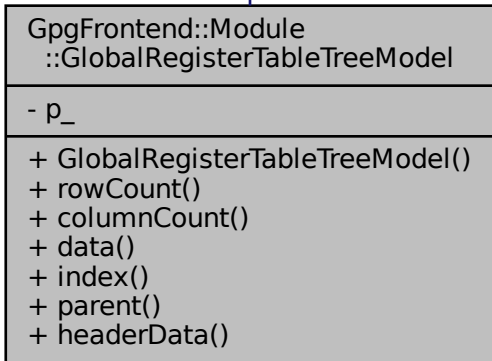 GpgFrontend::Module
::GlobalRegisterTableTreeModel
- p_
+ GlobalRegisterTableTreeModel()
+ rowCount()
+ columnCount()
+ data()
+ index()
+ parent()
+ headerData()